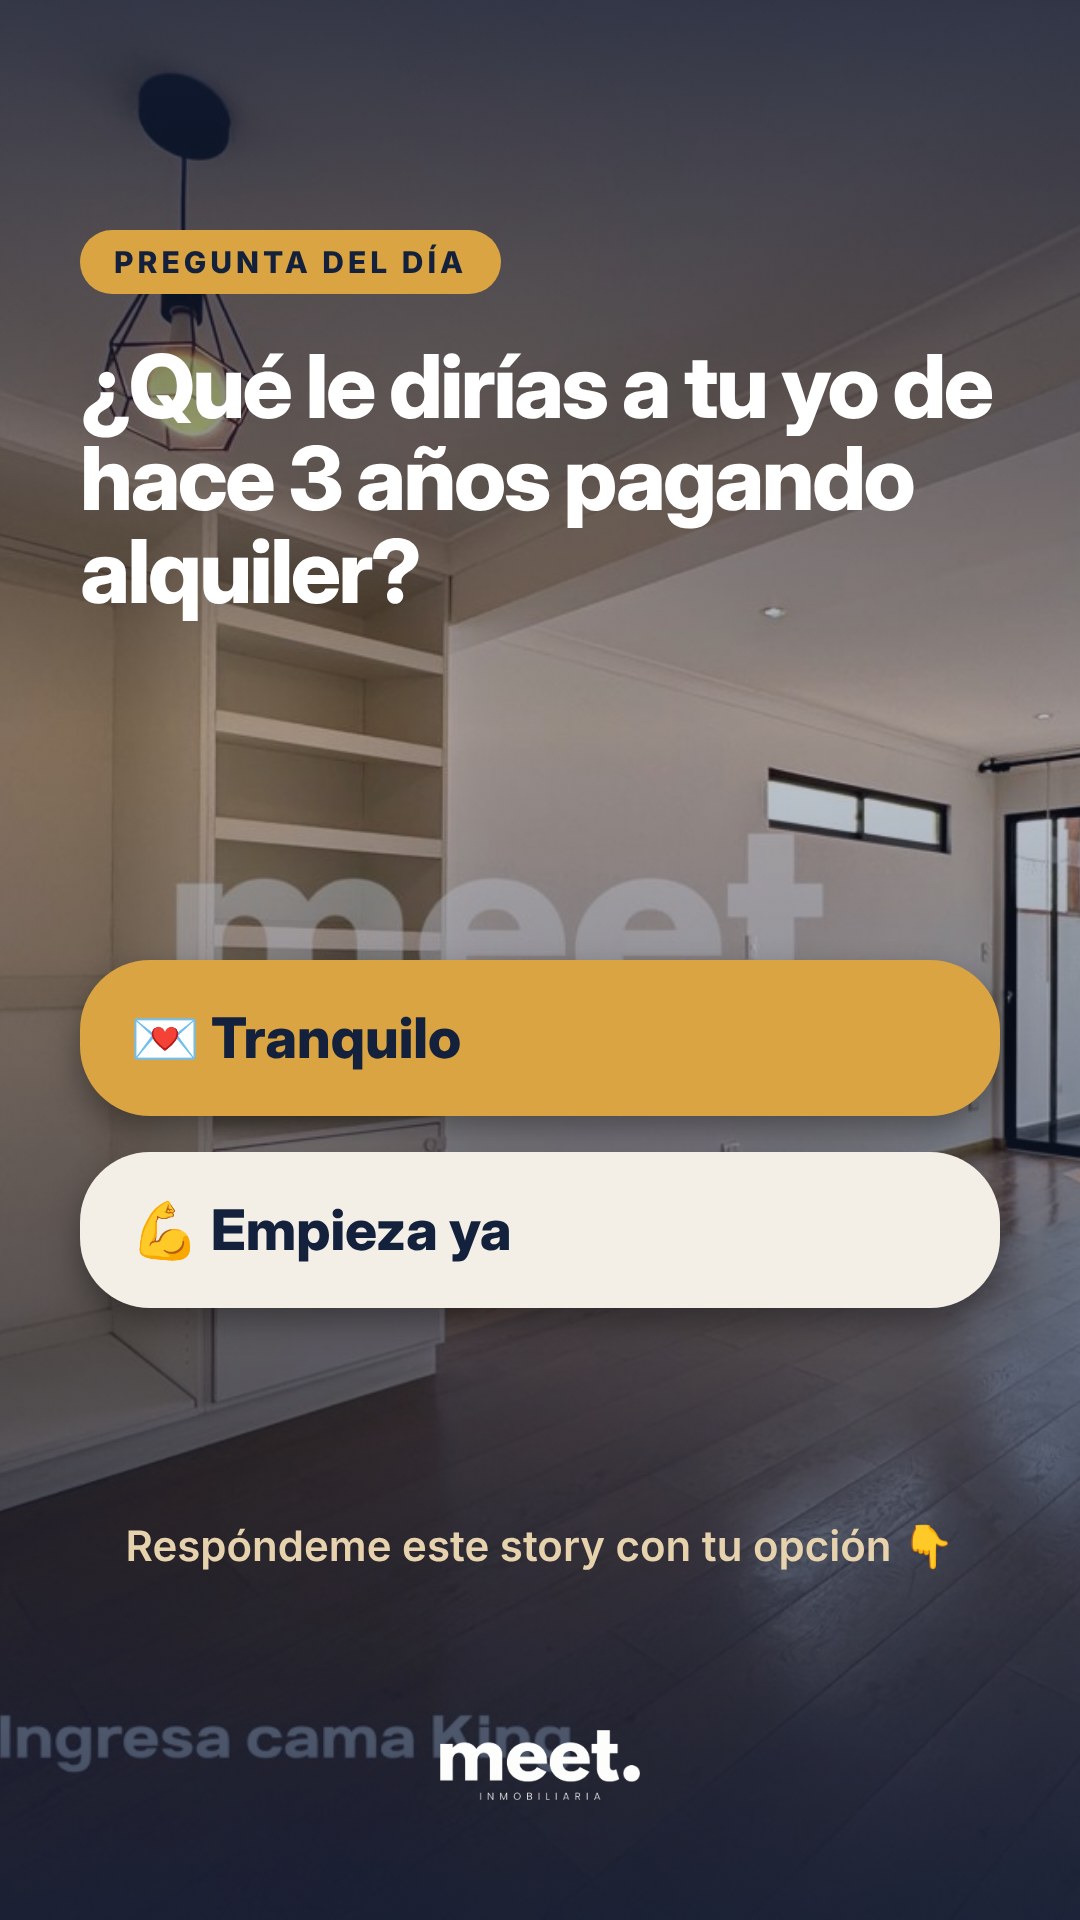 PREGUNTA DEL DÍA
¿Qué le dirías a tu yo de
hace 3 años pagando
alquiler?
meet
💌 Tranquilo
💪 Empieza ya
Respóndeme este story con tu opción 👇
Ingresa cama King
meet.
INMOBILIARIA